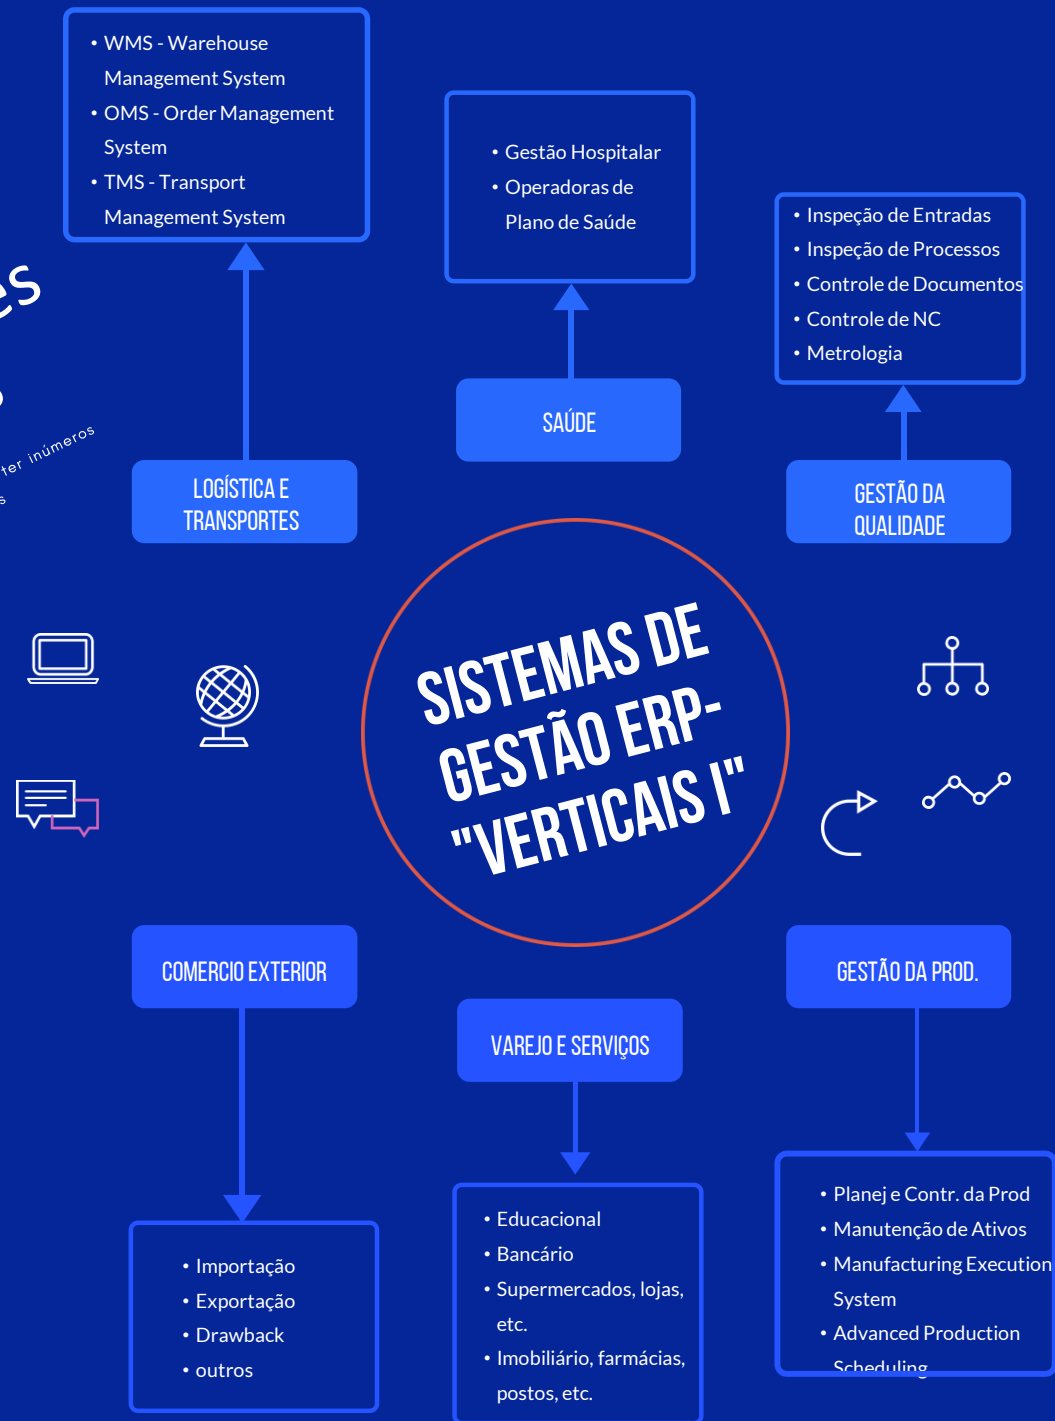 • WMS - Warehouse
Management System
• OMS - Order Management
System
• TMS - Transport
Management System
• Gestão Hospitalar
• Operadoras de
Plano de Saúde
• Inspeção de Entradas
• Inspeção de Processos
• Controle de Documentos
• Controle de NC
• Metrologia
es
ter inúmeros
s
SAÚDE
LOGÍSTICA E
TRANSPORTES
GESTÃO DA
QUALIDADE
SISTEMAS DE
GESTÃO ERP-
"VERTICAIS I"
COMERCIO EXTERIOR
GESTÃO DA PROD.
VAREJO E SERVIÇOS
• Importação
• Exportação
• Drawback
• outros
• Educacional
• Bancário
• Supermercados, lojas,
etc.
• Imobiliário, farmácias,
postos, etc.
• Planej e Contr. da Prod
• Manutenção de Ativos
• Manufacturing Execution
System
• Advanced Production
Scheduling